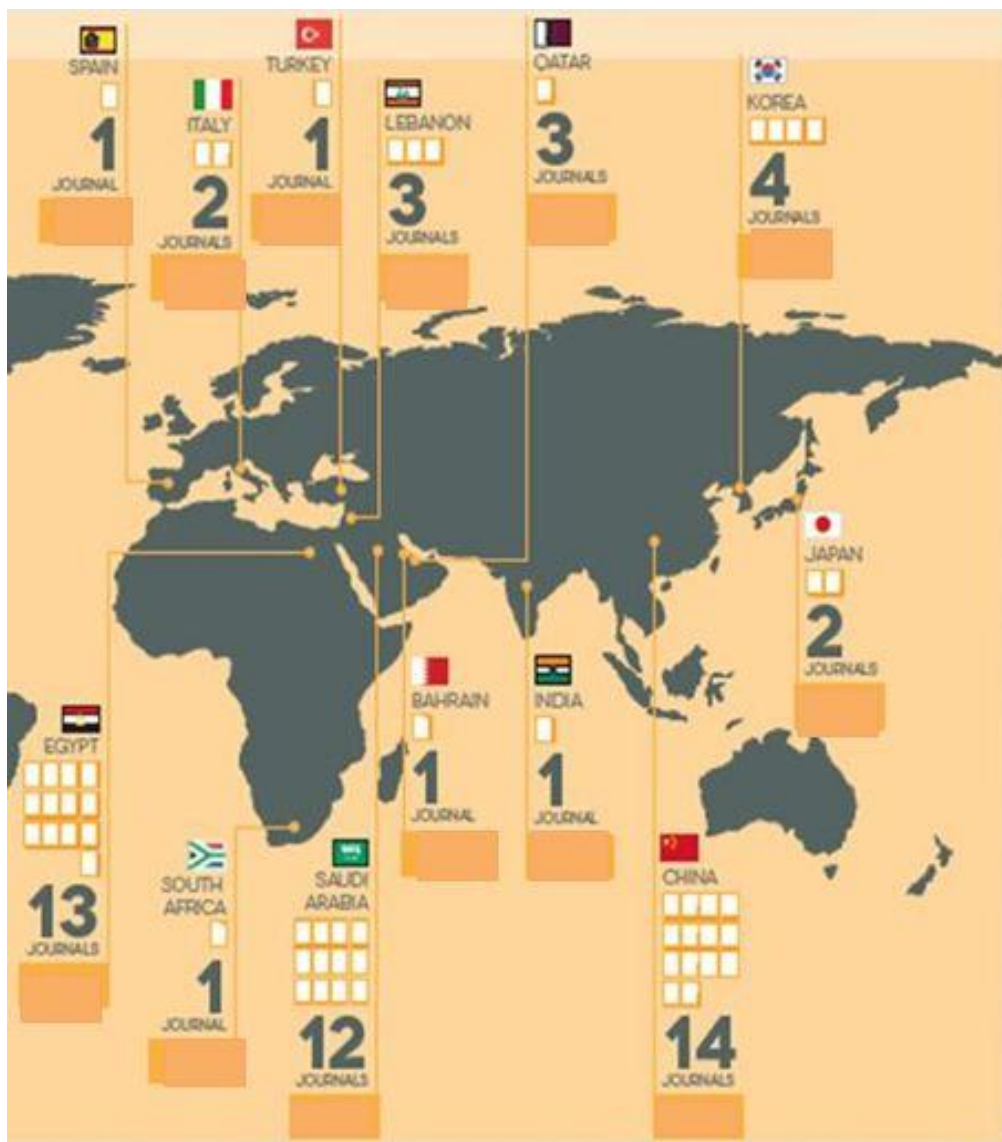 SPAIN
1
JOURNAL
ITALY
2
JOURNALS
TURKEY
1
JOURNAL
LEBANON
3
JOURNALS
QATAR
3
JOURNALS
KOREA
4
JOURNALS
JAPAN
2
JOURNALS
EGYPT
13
JOURNALS
SOUTH
AFRICA
1
JOURNAL
SAUDI
ARABIA
12
JOURNALS
BAHRAIN
1
JOURNAL
INDIA
1
JOURNAL
CHINA
14
JOURNALS